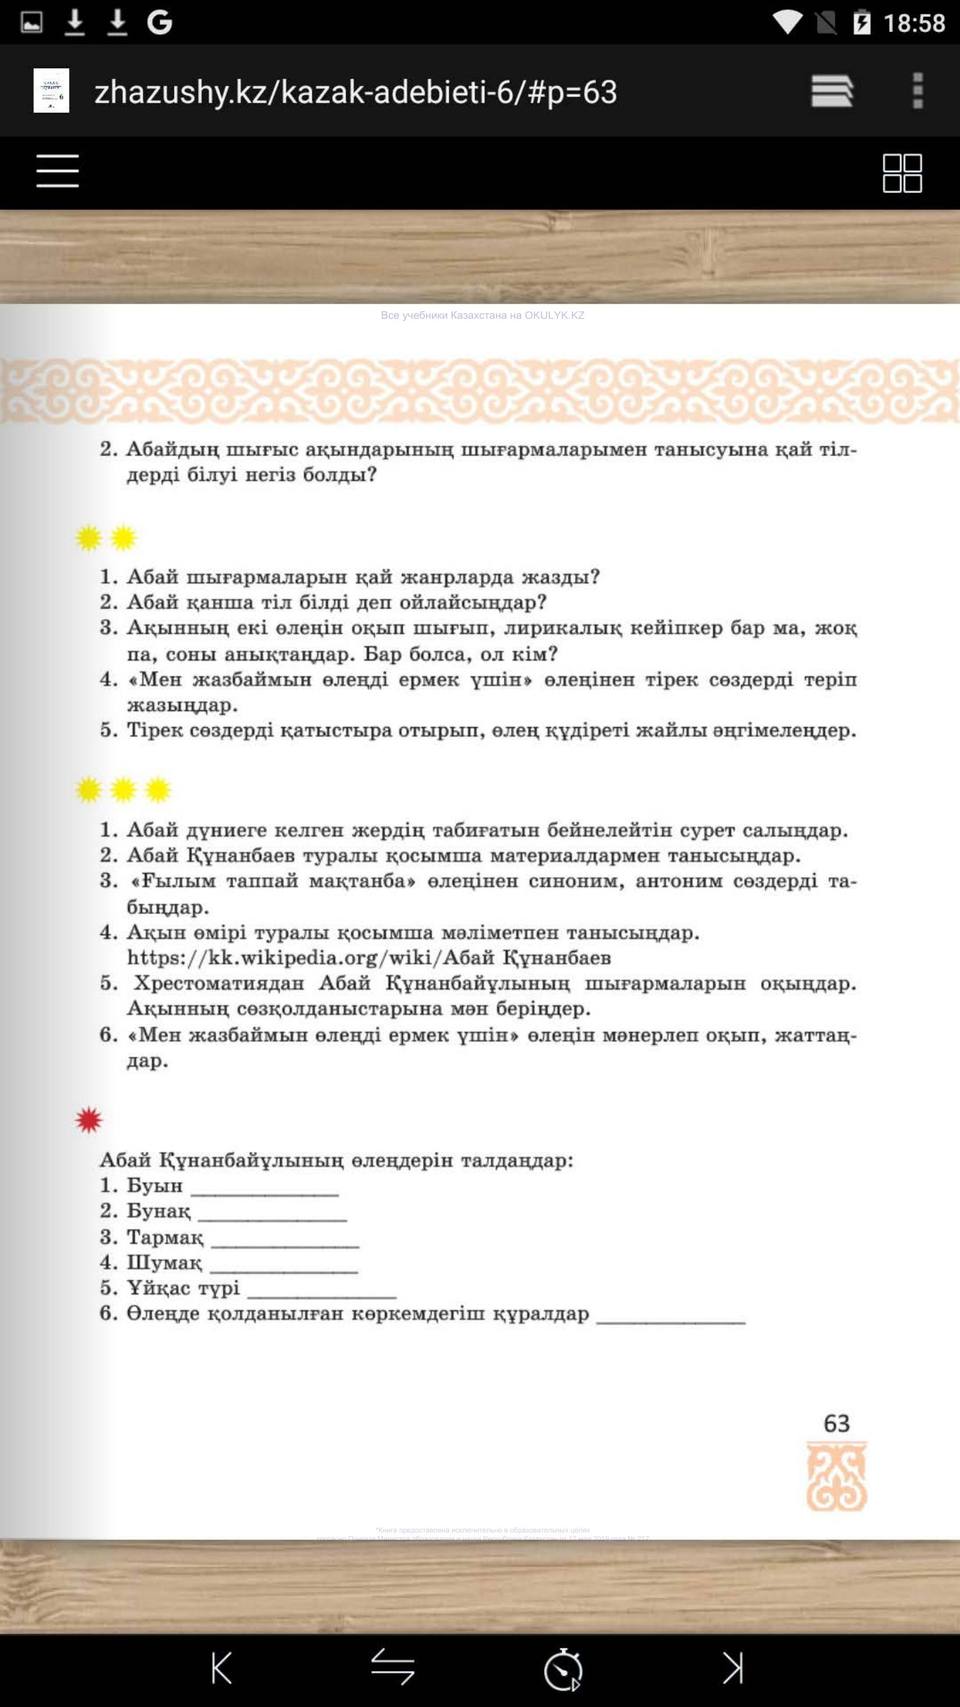 18:58
zhazushy.kz/kazak-adebieti-6/#p=63
Все учебники Казахстана на OKULYK.KZ
2. Абайдың шығыс ақындарының шығармаларымен танысуына қай тіл-
дерді білуі негіз болды?
1. Абай шығармаларын қай жанрларда жазды?
2. Абай қанша тіл білді деп ойлайсыңдар?
3. Ақынның екі өлеңін оқып шығып, лирикалық кейіпкер бар ма, жоқ
па, соны анықтаңдар. Бар болса, ол кім?
4. «Мен жазбаймын өлеңді ермек үшін» өлеңінен тірек сөздерді теріп
жазыңдар.
5. Тірек сөздерді қатыстыра отырып, өлең құдіреті жайлы әңгімелеңдер.
1. Абай дүниеге келген жердің табиғатын бейнелейтін сурет салыңдар.
2. Абай Құнанбаев туралы қосымша материалдармен танысыңдар.
3. «Ғылым таппай мақтанба» өлеңінен синоним, антоним сөздерді та-
быңдар.
4. Ақын өмірі туралы қосымша мәліметпен танысыңдар.
https://kk.wikipedia.org/wiki/Абай Құнанбаев
5. Хрестоматиядан Абай Құнанбайұлының шығармаларын оқыңдар.
Ақынның сөзқолданыстарына мән беріңдер.
6. «Мен жазбаймын өлеңді ермек үшін» өлеңін мәнерлеп оқып, жаттаң-
дар.
Абай Құнанбайұлының өлеңдерін талдаңдар:
1. Буын
2. Бунақ
3. Тармақ
4. Шумақ
5. Ұйқас түрі
6. Өлеңде қолданылған көркемдегіш құралдар
63
*Книга предоставлена исключительно в образовательных целях